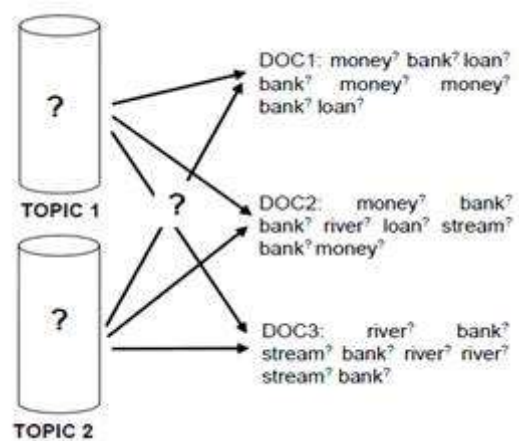 ?
TOPIC 1
?
TOPIC 2
?
DOC1: money? bank? loan?
bank? money? money?
bank? loan?
DOC2: money? bank?
bank? river? loan? stream?
bank? money?
DOC3: river? bank?
stream? bank? river? river?
stream? bank?